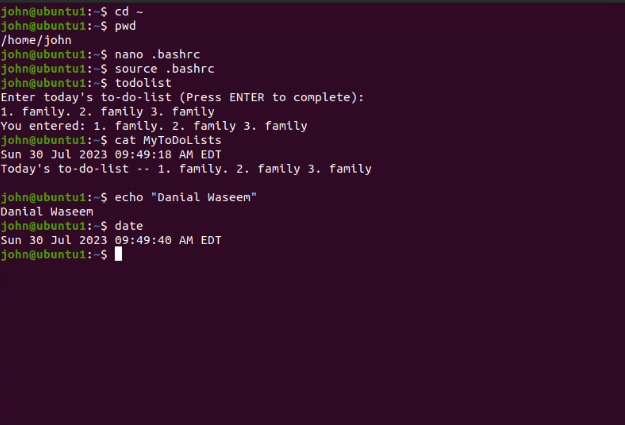 john@ubuntu1:~$ cd ~
john@ubuntu1:~$ pwd
/home/john
john@ubuntu1:~$ nano .bashrc
john@ubuntu1:~$ source .bashrc
john@ubuntu1:~$ todolist
Enter today's to-do-list (Press ENTER to complete):
1. family. 2. family 3. family
You entered: 1. family. 2. family 3. family
john@ubuntu1:~$ cat MyToDoLists
Sun 30 Jul 2023 09:49:18 AM EDT
Today's to-do-list -- 1. family. 2. family 3. family
john@ubuntu1:~$ echo "Danial Waseem"
Danial Waseem
john@ubuntu1:~$ date
Sun 30 Jul 2023 09:49:40 AM EDT
john@ubuntu1:~$